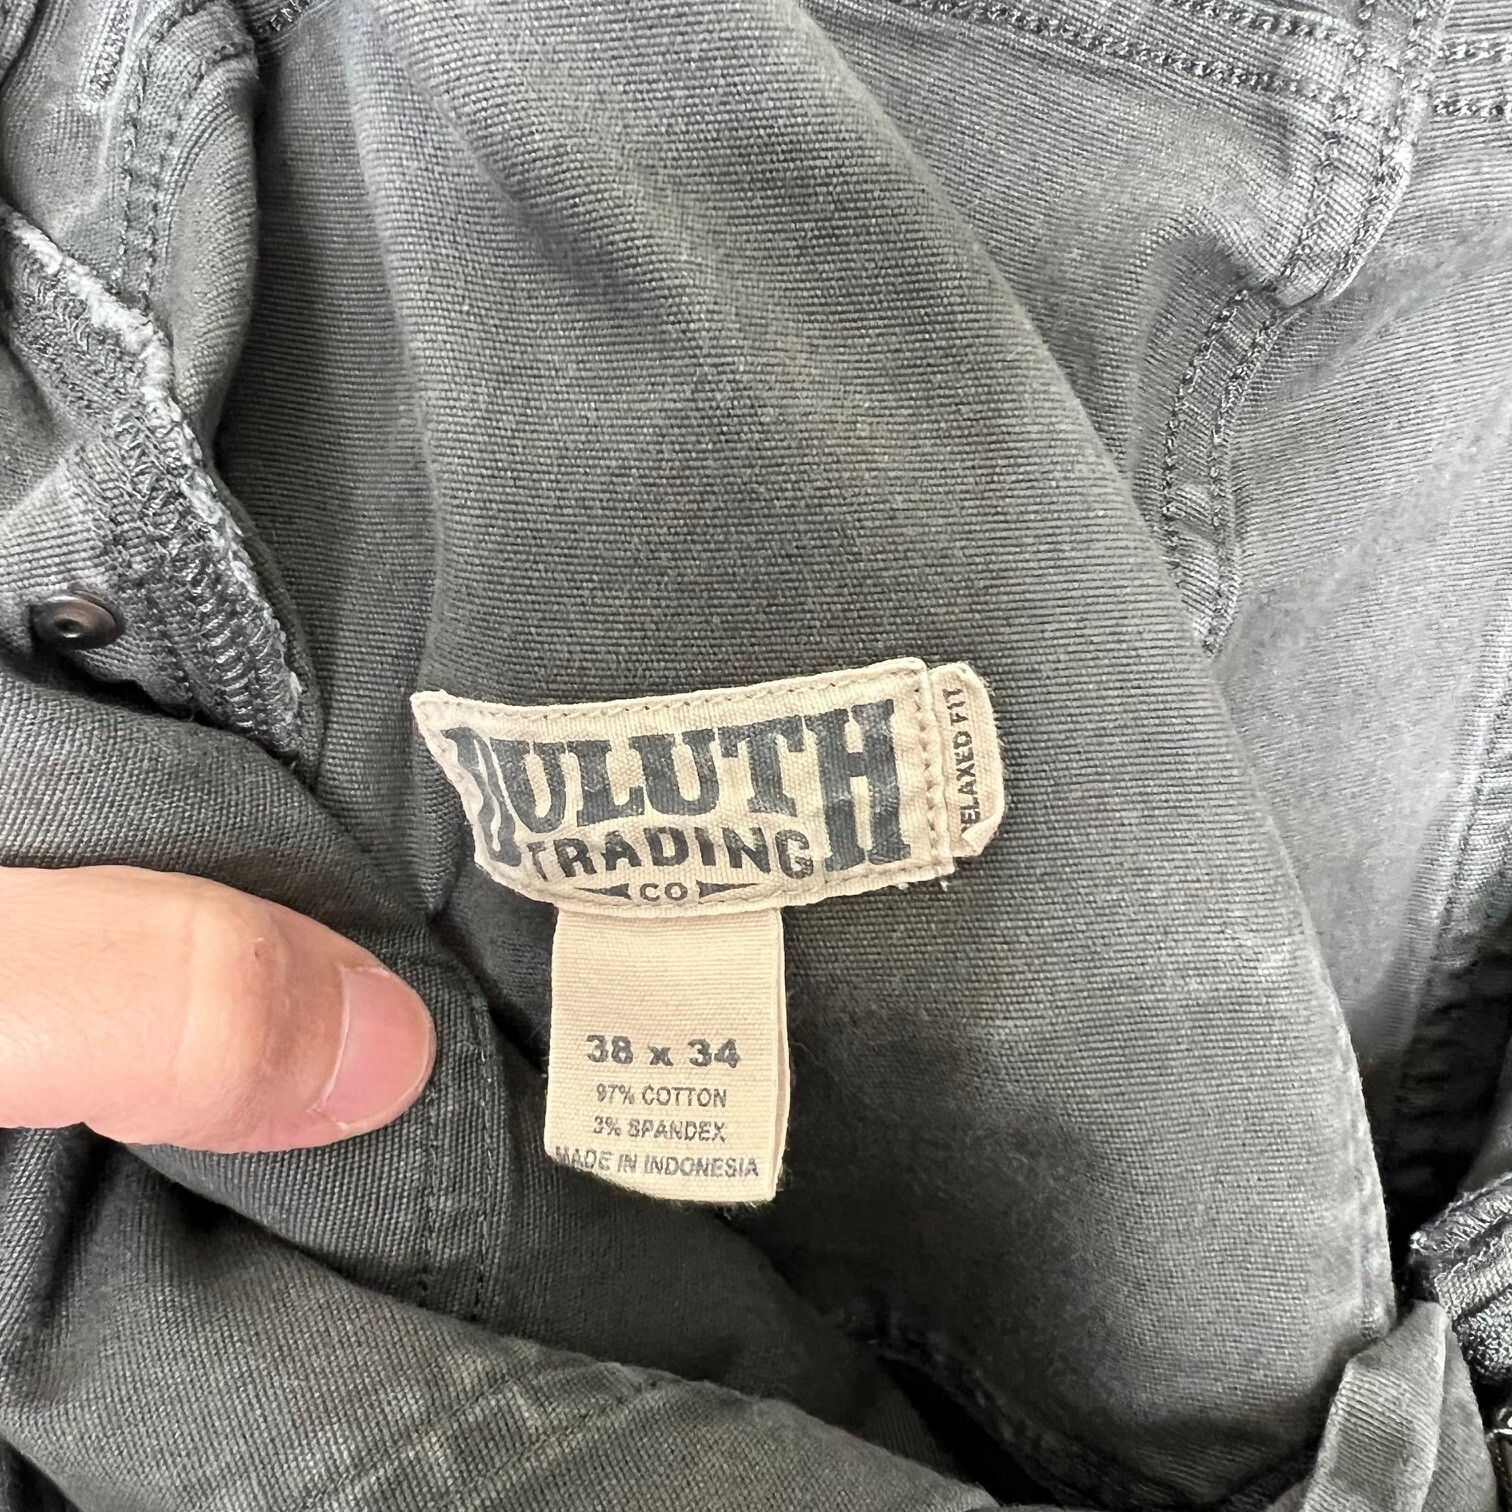 DULUTH
TRADING
CO
RELAXED FIT
38 x 34
97% COTTON
3% SPANDEX
MADE IN INDONESIA